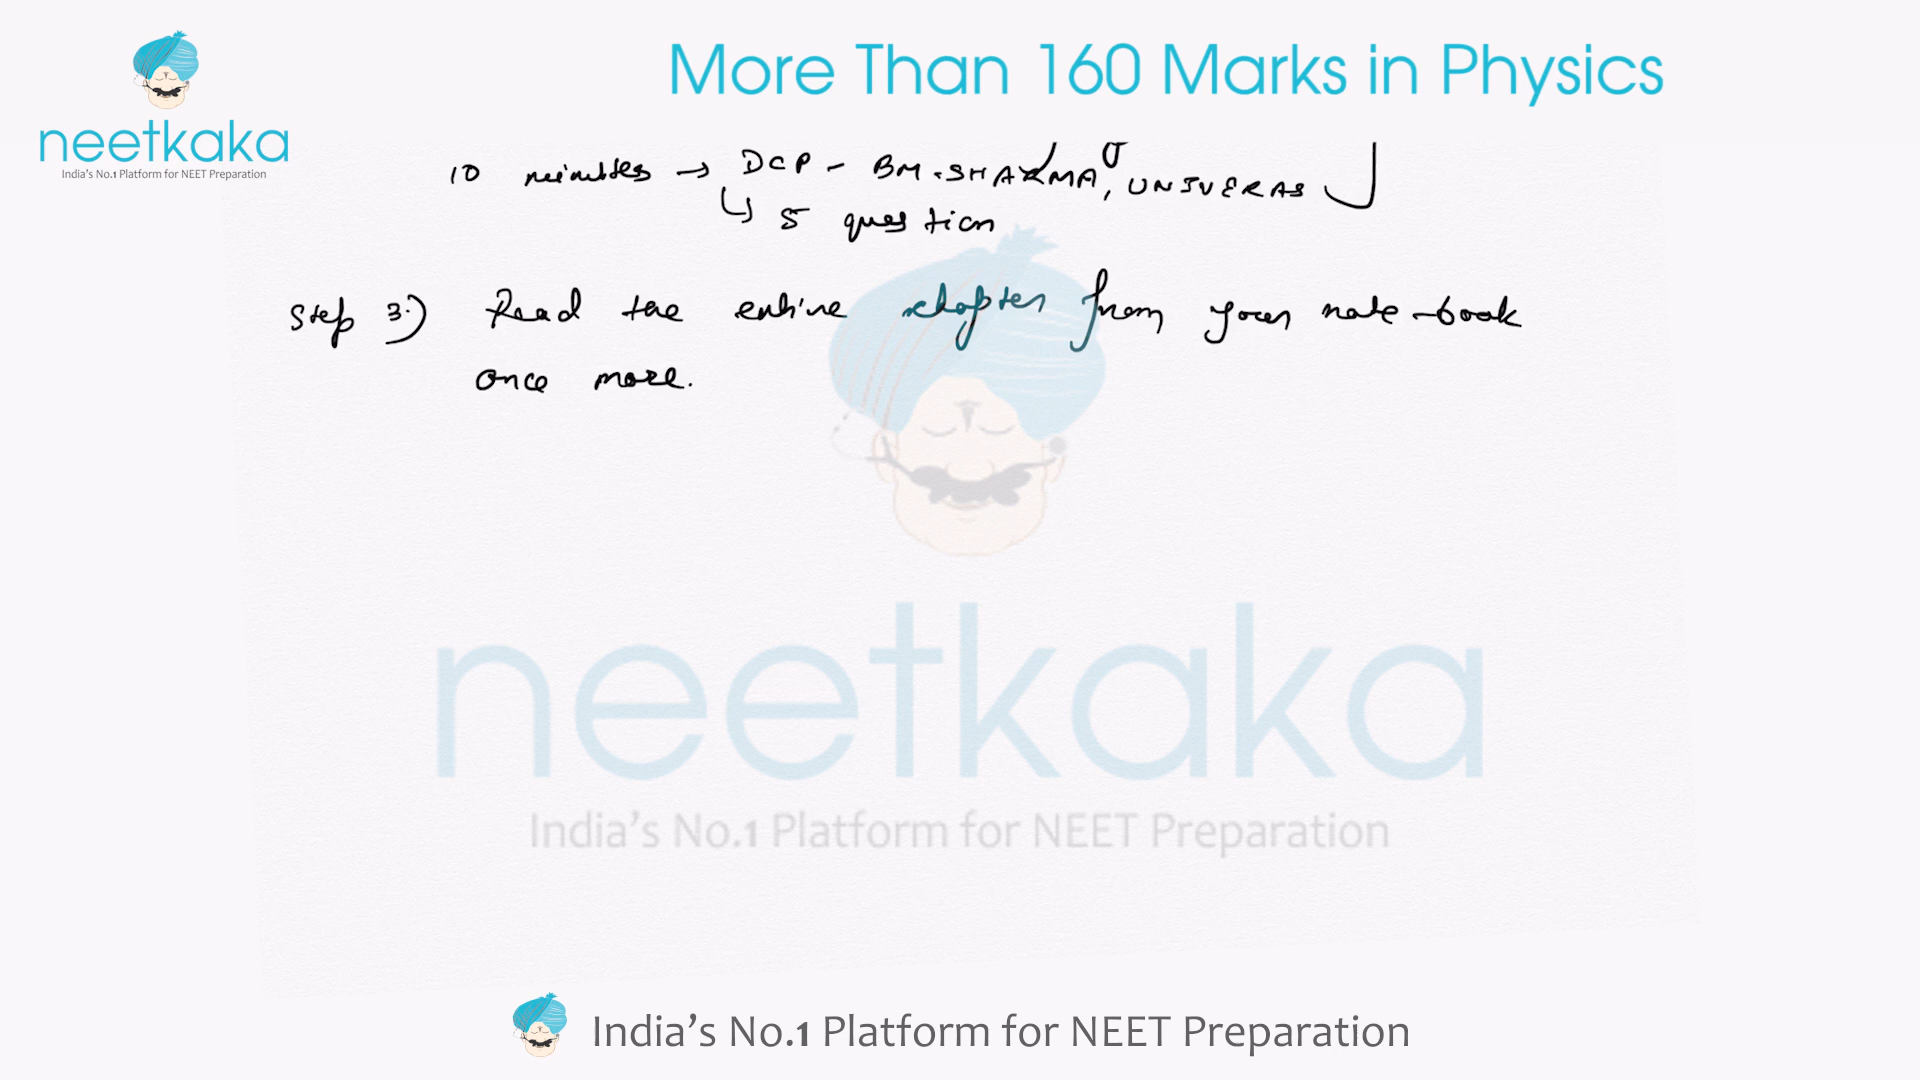 More Than 160 Marks in Physics
neetkaka
India's No.1 Platform for NEET Preparation
10 minutes → DCP - BM.SHARMA, UNIVERAS
↳ 5 question
Step 3.) Read the entire chapter from your note-book
once more.
neetkaka
India's No.1 Platform for NEET Preparation
India's No.1 Platform for NEET Preparation